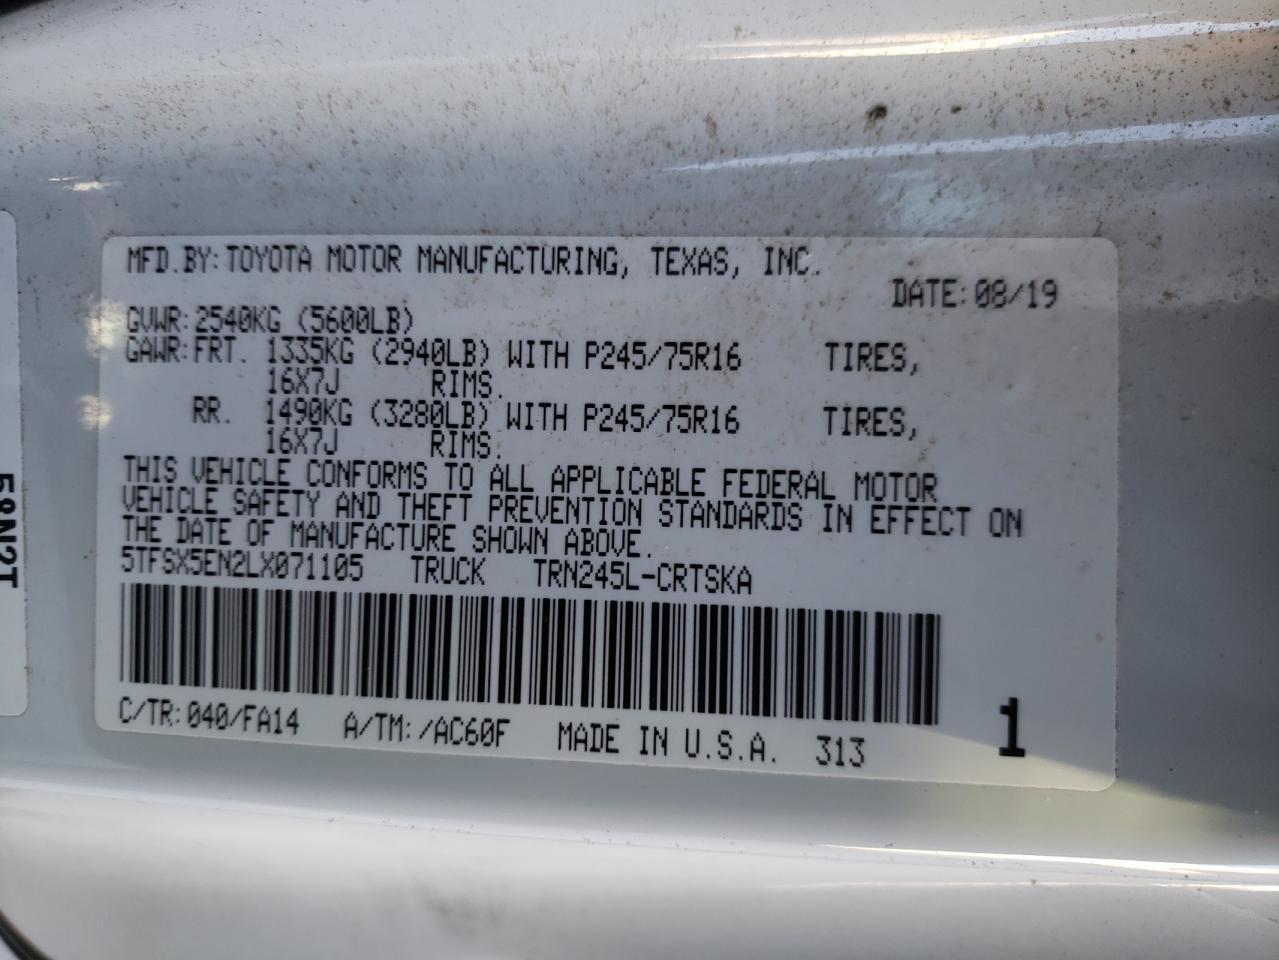 MFD.BY:TOYOTA MOTOR MANUFACTURING, TEXAS, INC.
DATE:08/19
GVWR:2540KG (5600LB)
GAWR:FRT. 1335KG (2940LB) WITH P245/75R16 TIRES,
16X7J RIMS.
RR. 1490KG (3280LB) WITH P245/75R16 TIRES,
16X7J RIMS.
THIS VEHICLE CONFORMS TO ALL APPLICABLE FEDERAL MOTOR
VEHICLE SAFETY AND THEFT PREVENTION STANDARDS IN EFFECT ON
THE DATE OF MANUFACTURE SHOWN ABOVE.
5TFSX5EN2LX071105 TRUCK TRN245L-CRTSKA
C/TR:040/FA14 A/TM:/AC60F MADE IN U.S.A. 313
1